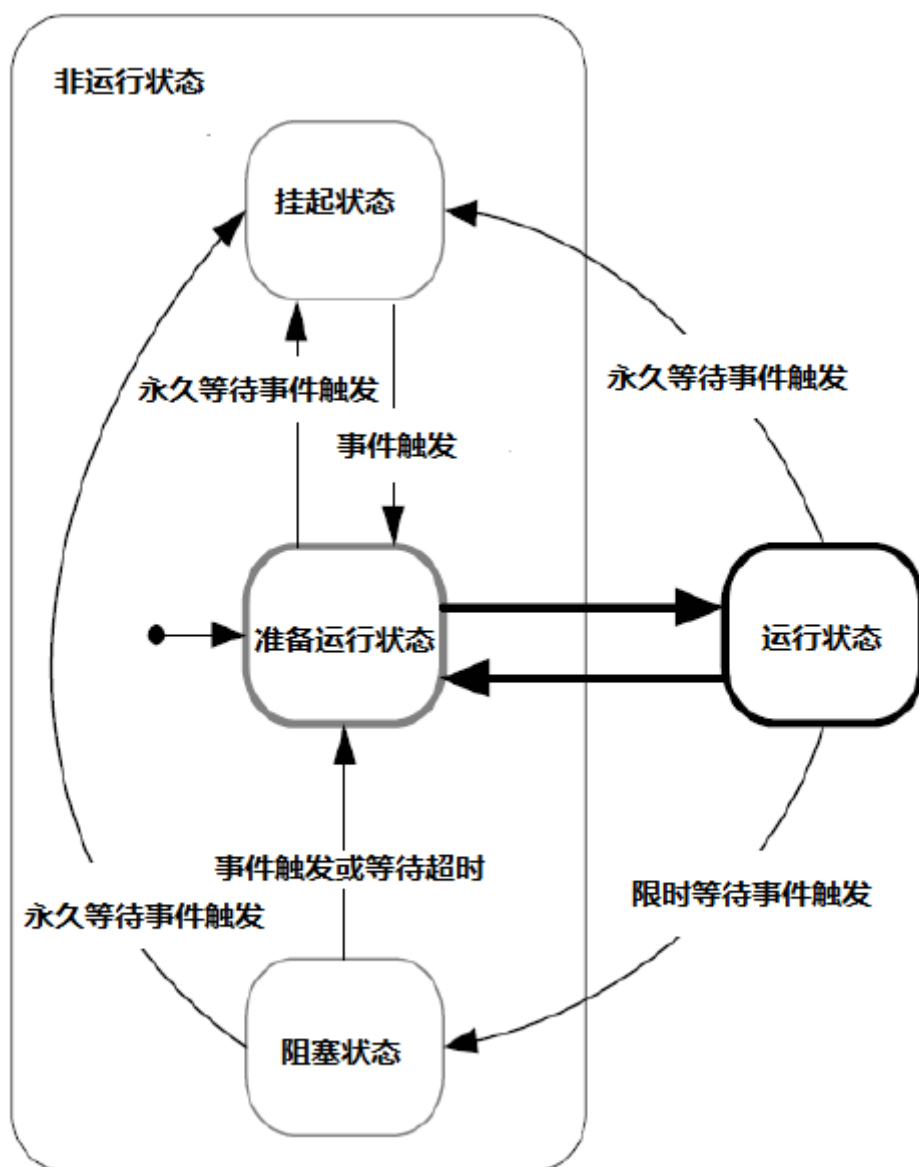 非运行状态
挂起状态
永久等待事件触发
永久等待事件触发
事件触发
准备运行状态
运行状态
事件触发或等待超时
限时等待事件触发
永久等待事件触发
阻塞状态